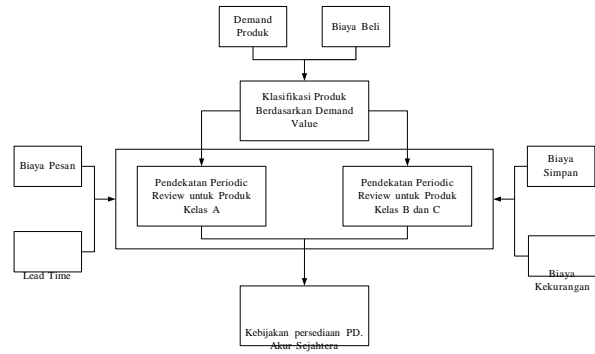 Demand
Produk
Biaya Beli
Klasifikasi Produk
Berdasarkan Demand
Value
Biaya Pesan
Lead Time
Pendekatan Periodic
Review untuk Produk
Kelas A
Pendekatan Periodic
Review untuk Produk
Kelas B dan C
Biaya
Simpan
Biaya
Kekurangan
Kebijakan persediaan PD.
Akur Sejahtera